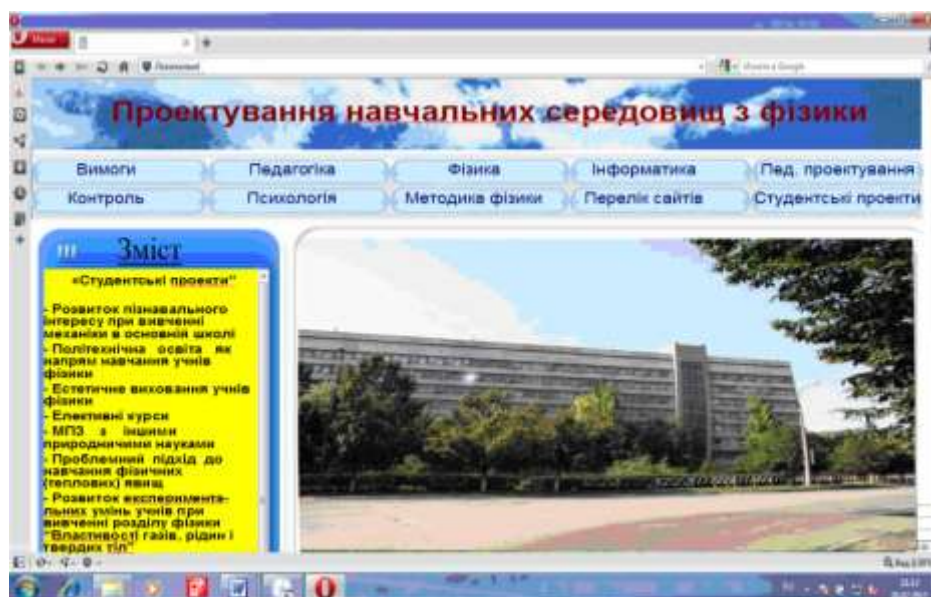 Проектування навчальних середовищ з фізики
Вимоги
Педагогіка
Фізика
Інформатика
Пед. проектування
Контроль
Психологія
Методика фізики
Перелік сайтів
Студентські проекти
Зміст
«Студентські проекти"
- Розвиток пізнавального
інтересу при вивченні
механіки в основній школі
- Політехнічна освіта як
напрям навчання учнів
фізики
- Естетичне виховання учнів
фізики
- Елективні курси
- МПЗ з іншими
природничими науками
- Проблемний підхід до
навчання фізичних
(теплових) явищ
- Розвиток експеримента-
льних умінь учнів при
вивченні розділу фізики
"Властивості газів, рідин і
твердих тіл"